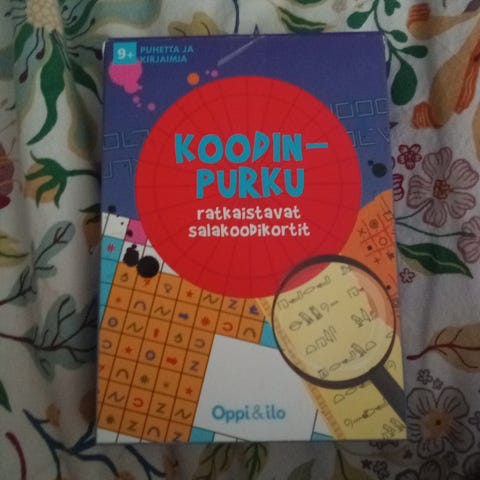 9+ PUHETTA JA
KIRJAIMIA
KOODIN-
PURKU
ratkaistavat
salakoodikortit
Oppi&ilo